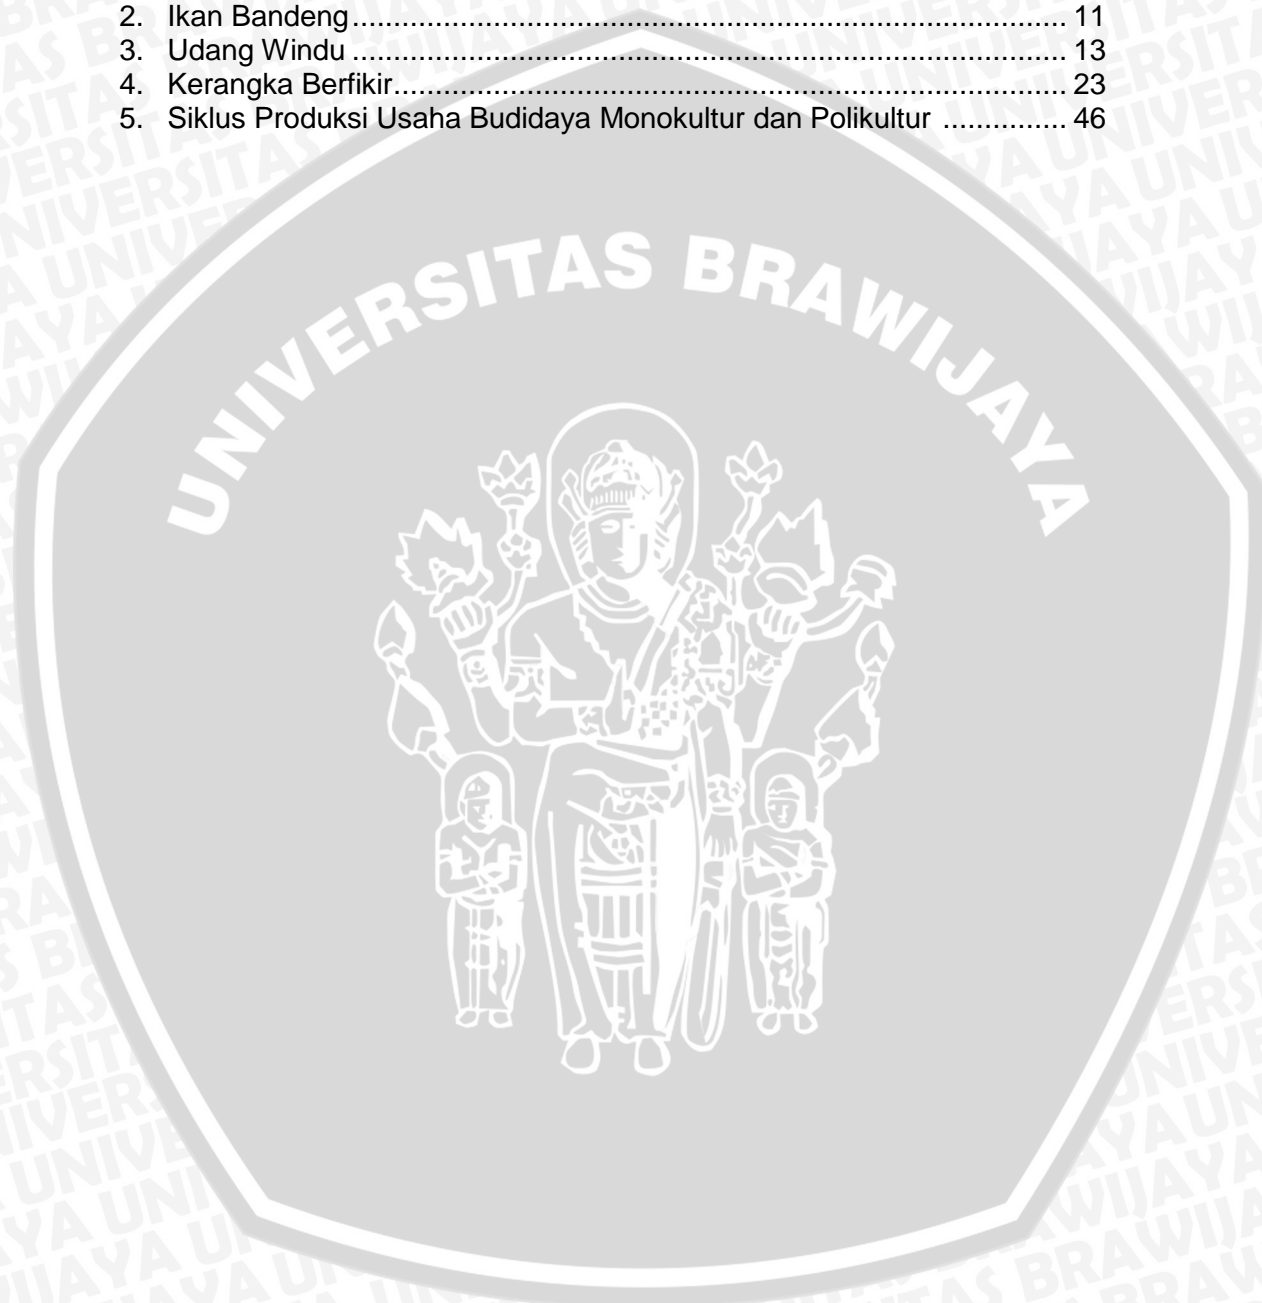 2. Ikan Bandeng........................................................................................ 11
3. Udang Windu ........................................................................................ 13
4. Kerangka Berfikir................................................................................... 23
5. Siklus Produksi Usaha Budidaya Monokultur dan Polikultur ............... 46
UNIVERSITAS BRAWIJAYA